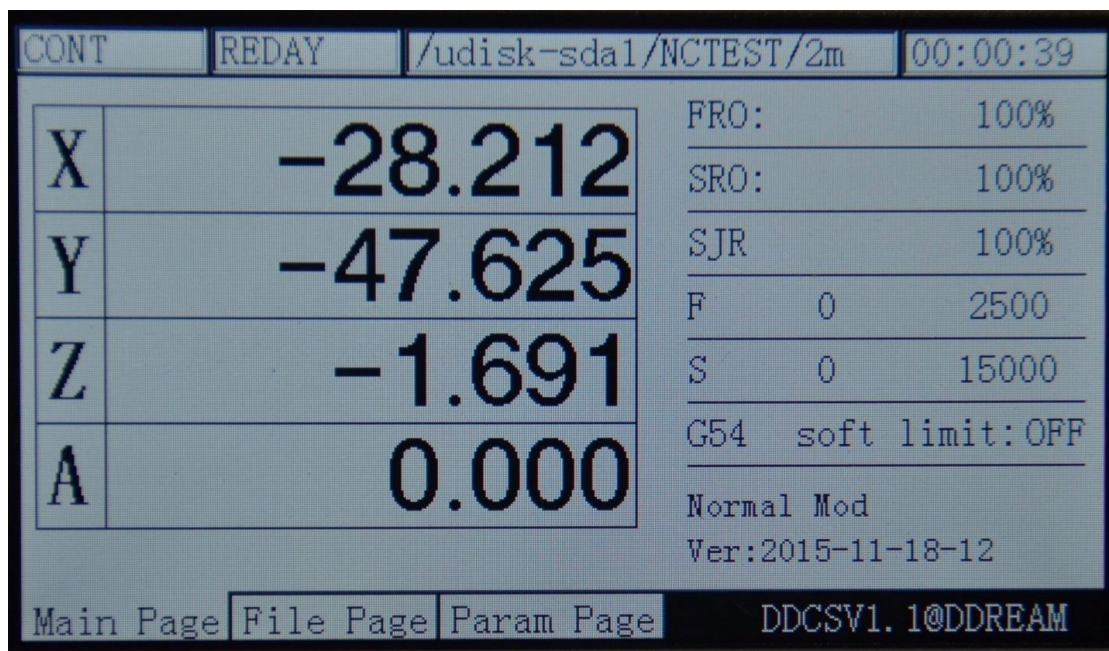 CONT REDAY /udisk-sda1/NCTEST/2m 00:00:39
X -28.212
Y -47.625
Z -1.691
A 0.000
FRO: 100%
SRO: 100%
SJR 100%
F 0 2500
S 0 15000
G54 soft limit:OFF
Normal Mod
Ver:2015-11-18-12
Main Page File Page Param Page DDCSV1.1@DDREAM